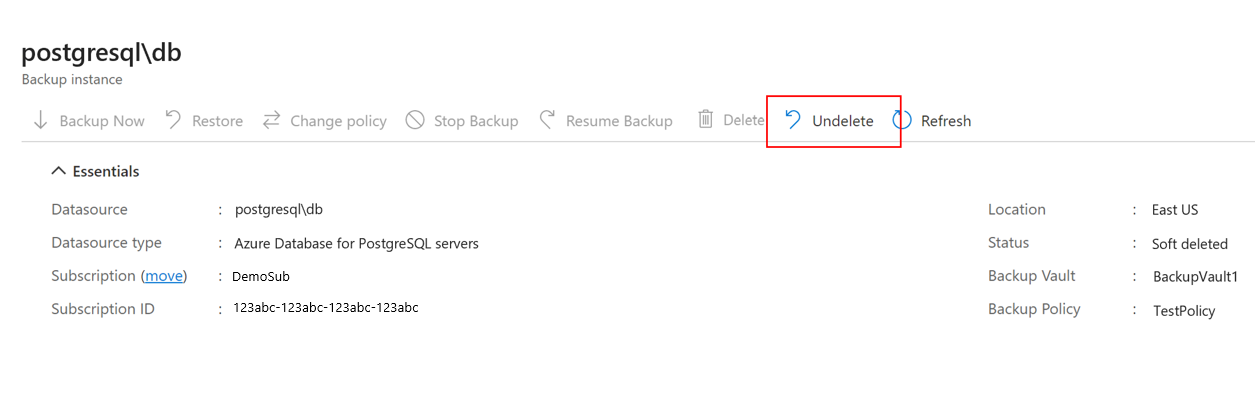 postgresql\db
Backup instance
Backup Now Restore Change policy Stop Backup Resume Backup Delete Undelete Refresh
Essentials
Datasource : postgresql\db Location : East US
Datasource type : Azure Database for PostgreSQL servers Status : Soft deleted
Subscription (move) : DemoSub Backup Vault : BackupVault1
Subscription ID : 123abc-123abc-123abc-123abc Backup Policy : TestPolicy